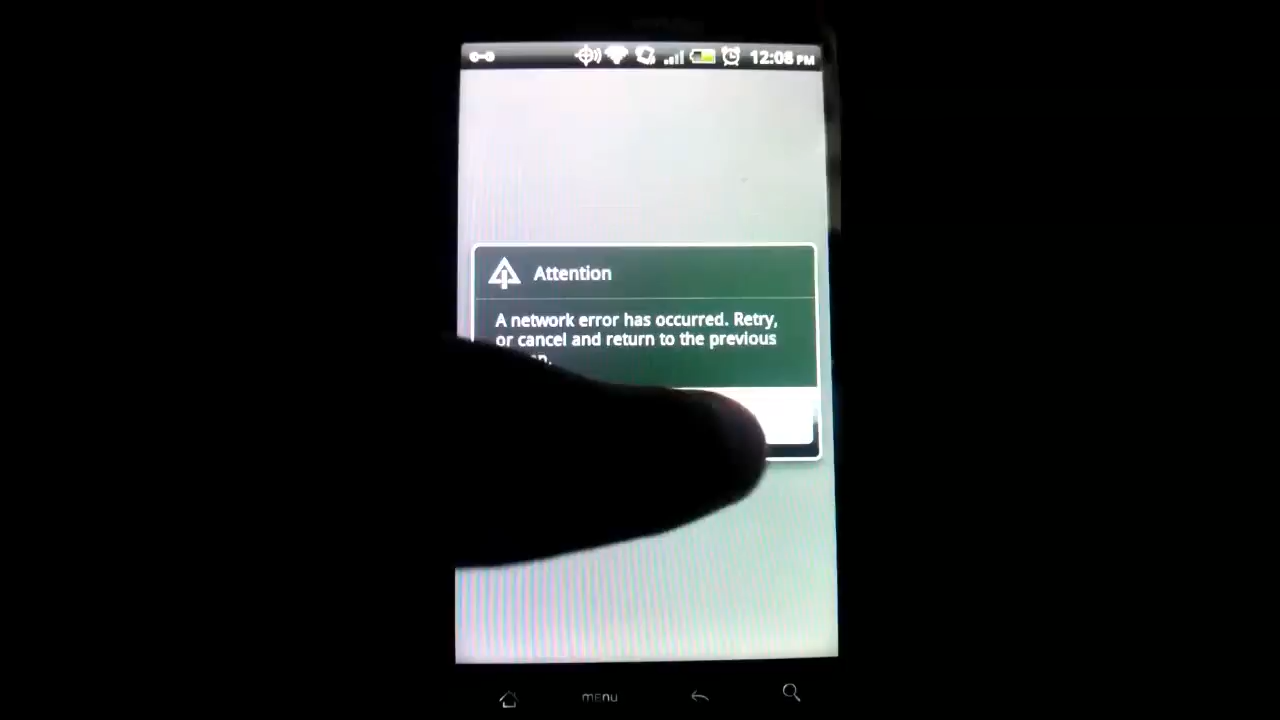 12:08 PM
Attention
A network error has occurred. Retry,
or cancel and return to the previous
menu